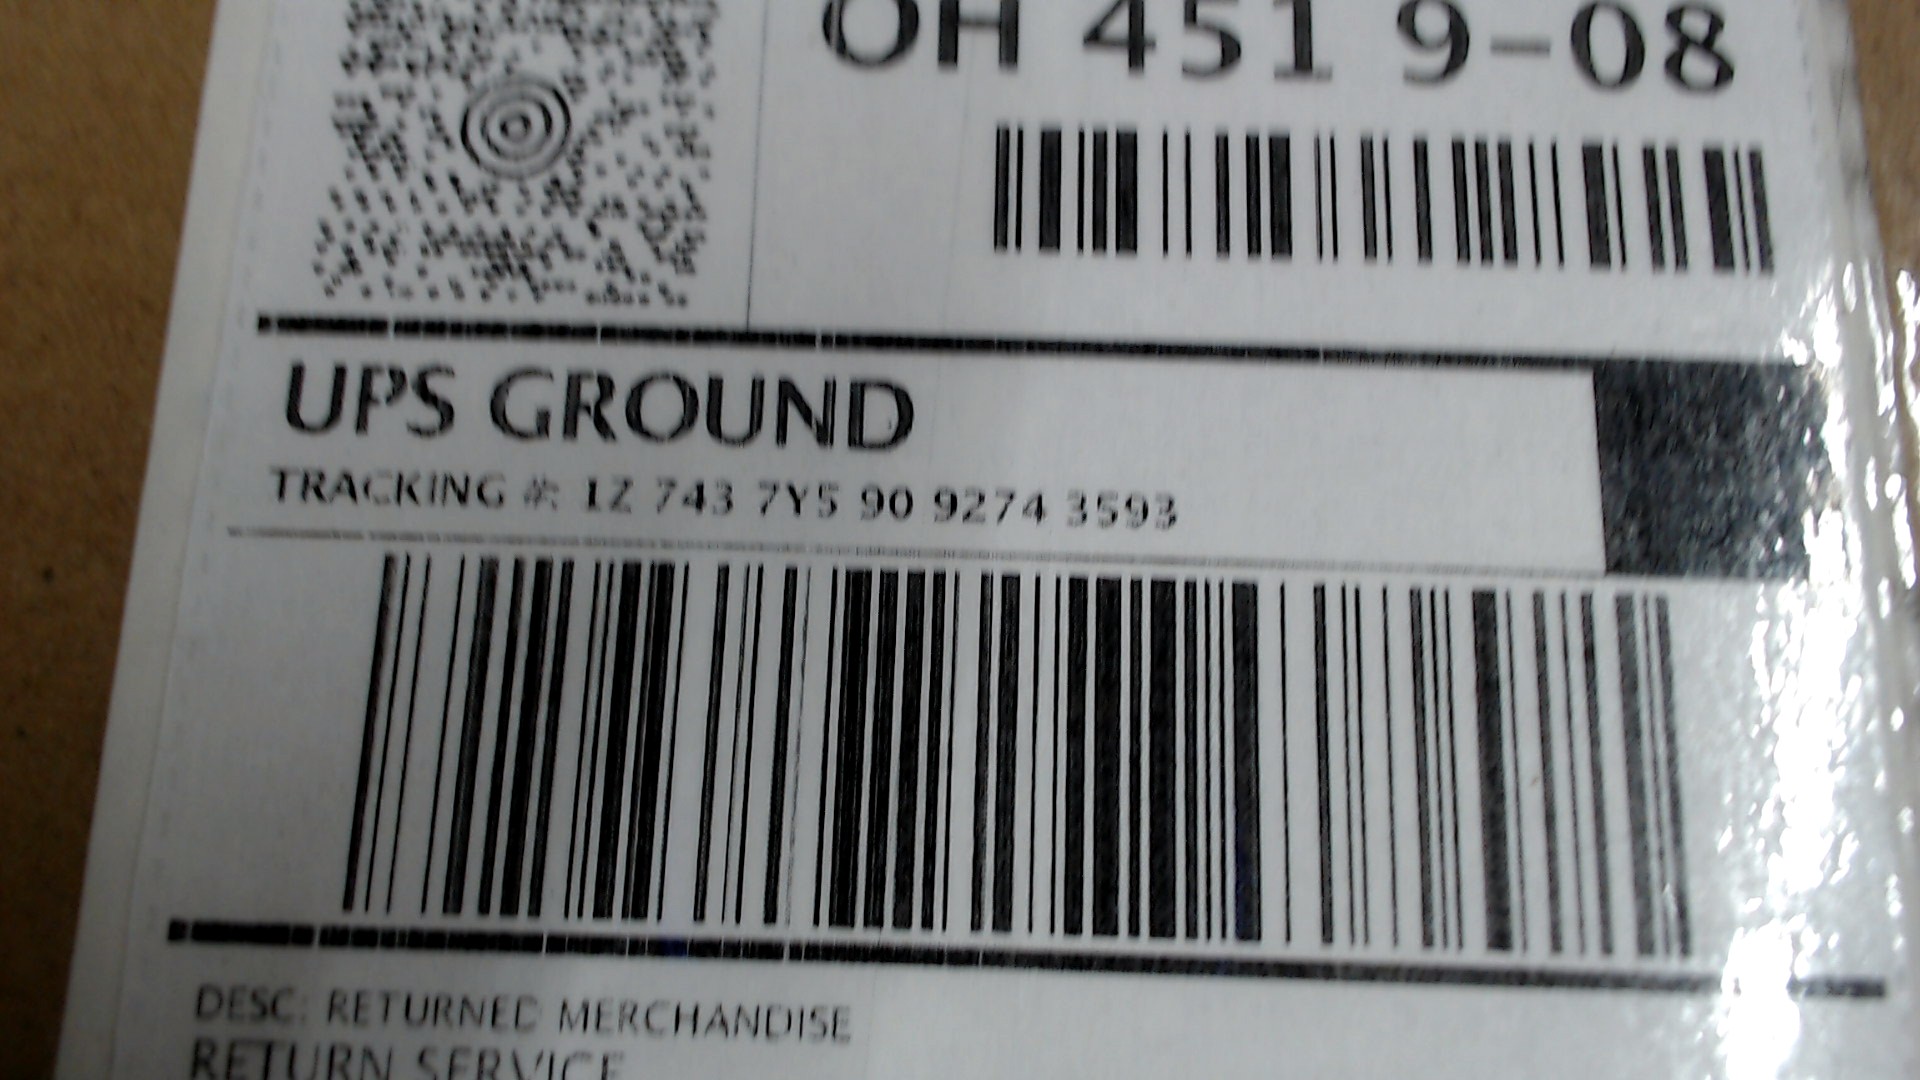 OH 451 9-08
UPS GROUND
TRACKING #: 1Z 743 7Y5 90 9274 3593
DESC: RETURNED MERCHANDISE
RETURN SERVICE